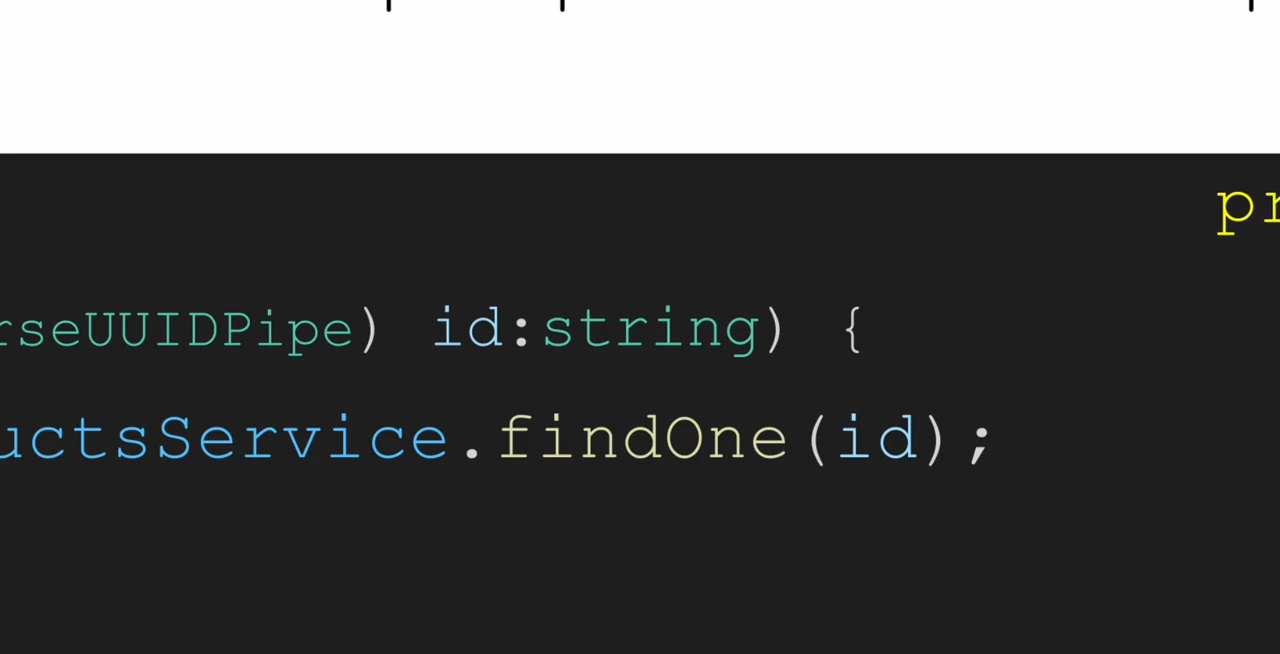 pr
rseUUIDPipe) id:string) {
uctsService.findOne(id);